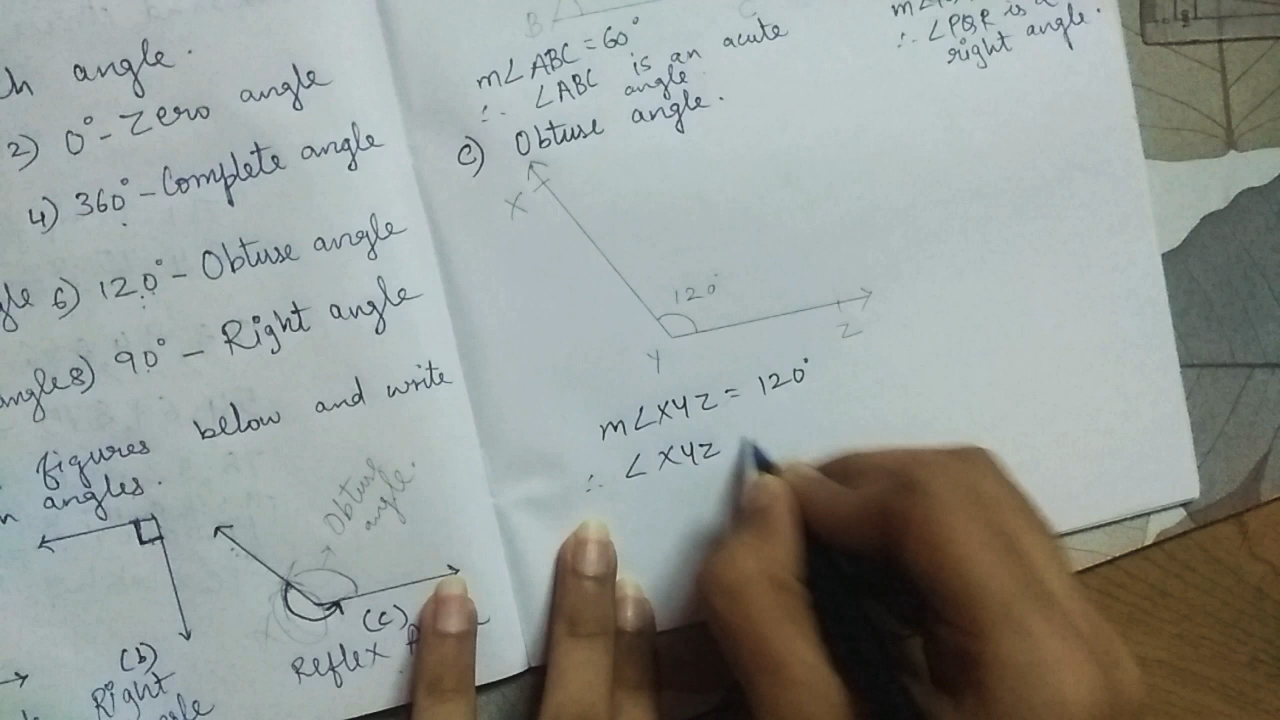 angle.
2) 0° - Zero angle
4) 360° - Complete angle
6) 120° - Obtuse angle
8) 90° - Right angle
figures below and write
angles.
Obtuse
angle.
(b)
Right
(c)
Reflex
B
m∠ABC = 60°
∴ ∠ABC is an acute
angle.
∴ ∠PQR is a
right angle.
c) Obtuse angle.
X
120°
Y
Z
m∠XYZ = 120°
∴ ∠XYZ